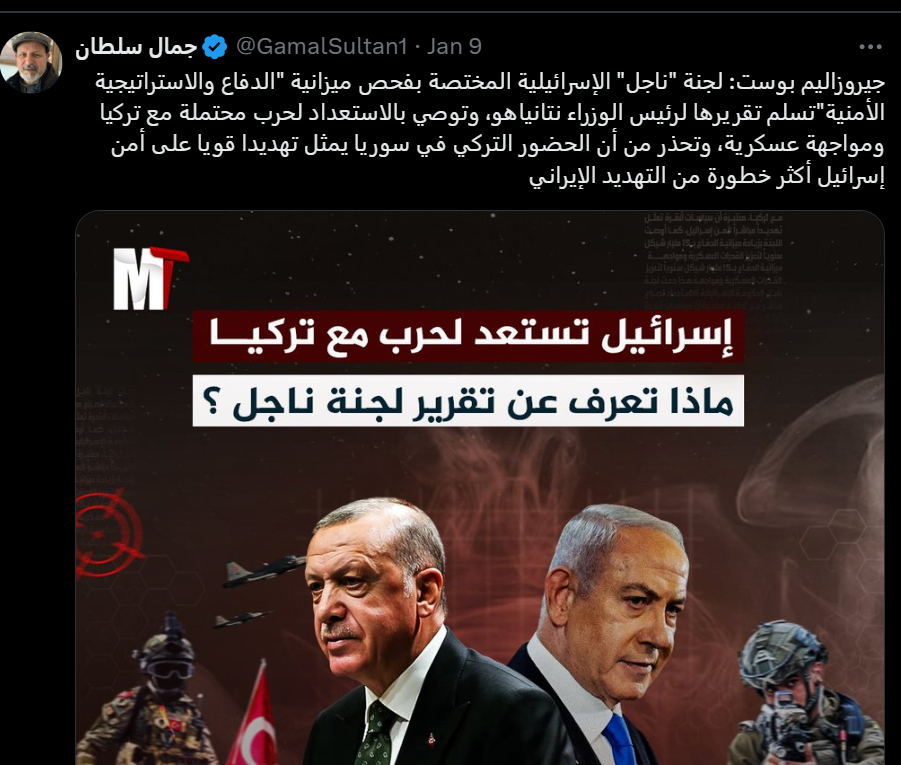 جمال سلطان @GamalSultan1 · Jan 9
جيروزاليم بوست: لجنة "ناجل" الإسرائيلية المختصة بفحص ميزانية "الدفاع والاستراتيجية
الأمنية"تسلم تقريرها لرئيس الوزراء نتانياهو، وتوصي بالاستعداد لحرب محتملة مع تركيا
ومواجهة عسكرية، وتحذر من أن الحضور التركي في سوريا يمثل تهديدا قويا على أمن
إسرائيل أكثر خطورة من التهديد الإيراني
MT
إسرائيل تستعد لحرب مع تركيـــا
ماذا تعرف عن تقرير لجنة ناجل ؟